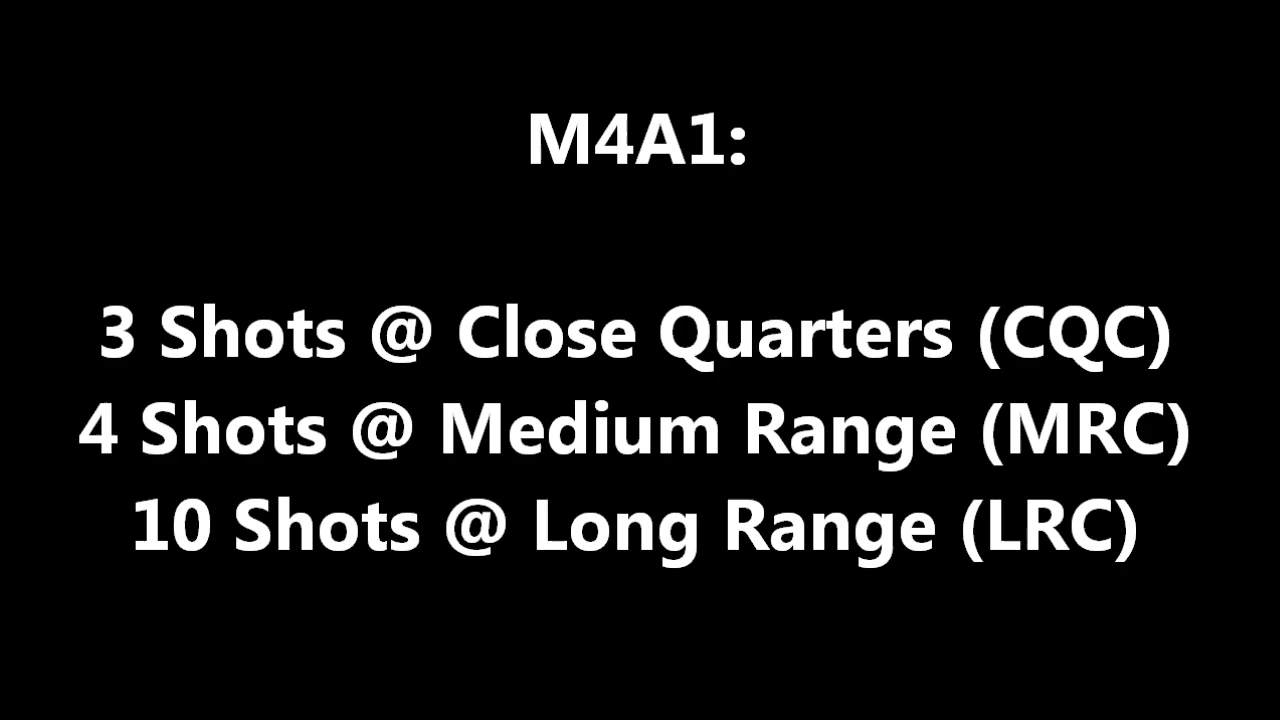 M4A1:
3 Shots @ Close Quarters (CQC)
4 Shots @ Medium Range (MRC)
10 Shots @ Long Range (LRC)